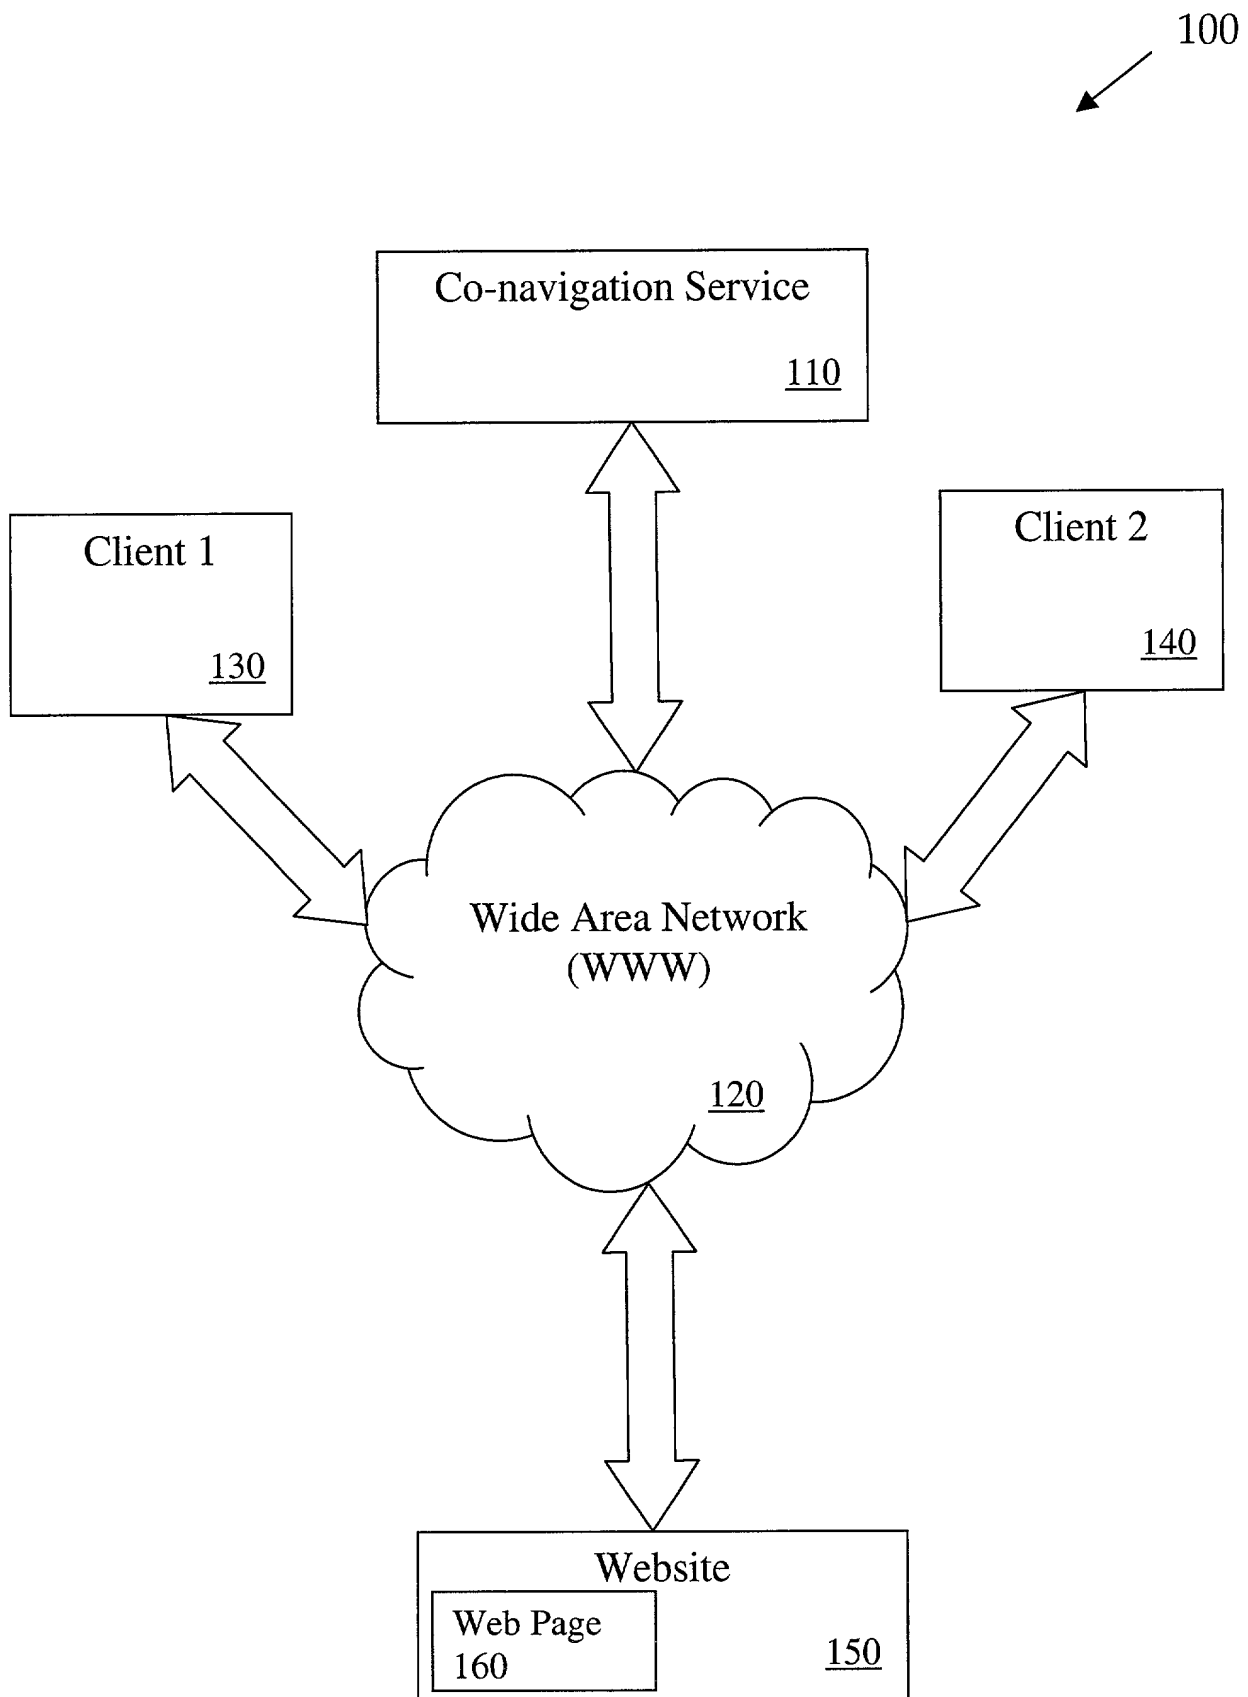 100
Co-navigation Service
110
Client 1
130
Client 2
140
Wide Area Network
(WWW)
120
Website
Web Page
160
150